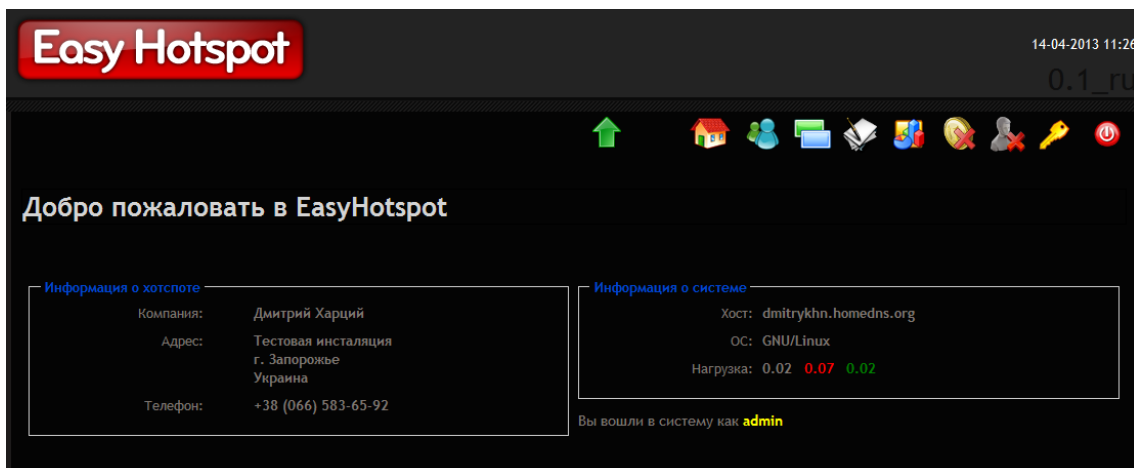 Easy Hotspot
14-04-2013 11:26
0.1_ru
Добро пожаловать в EasyHotspot
Информация о хотспоте
Компания: Дмитрий Харций
Адрес: Тестовая инсталяция
г. Запорожье
Украина
Телефон: +38 (066) 583-65-92
Информация о системе
Хост: dmitrykhn.homedns.org
ОС: GNU/Linux
Нагрузка: 0.02 0.07 0.02
Вы вошли в систему как admin